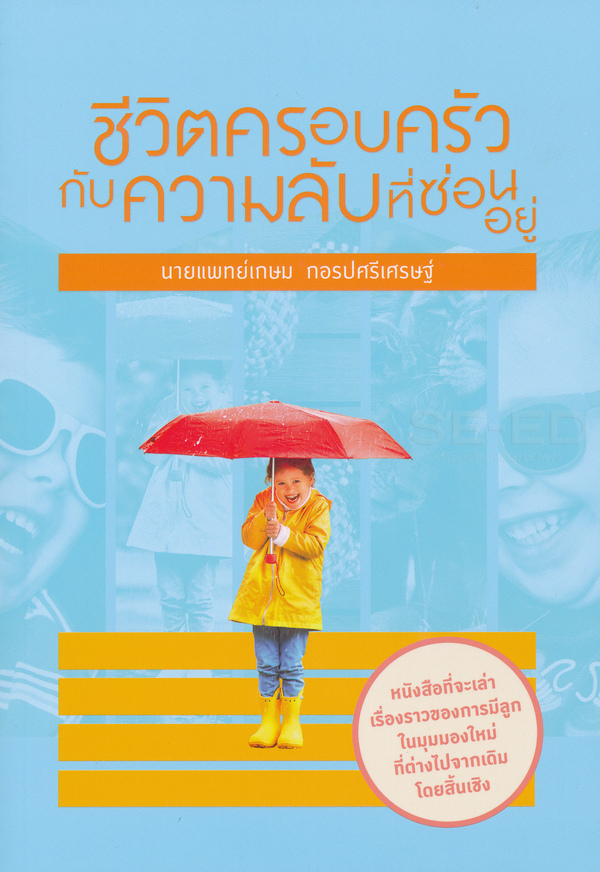 ชีวิตครอบครัว
กับความลับที่ซ่อนอยู่
นายแพทย์เกษม กอรปศรีเศรษฐ์
SE-ED
หนังสือที่จะเล่า
เรื่องราวของการมีลูก
ในมุมมองใหม่
ที่ต่างไปจากเดิม
โดยสิ้นเชิง